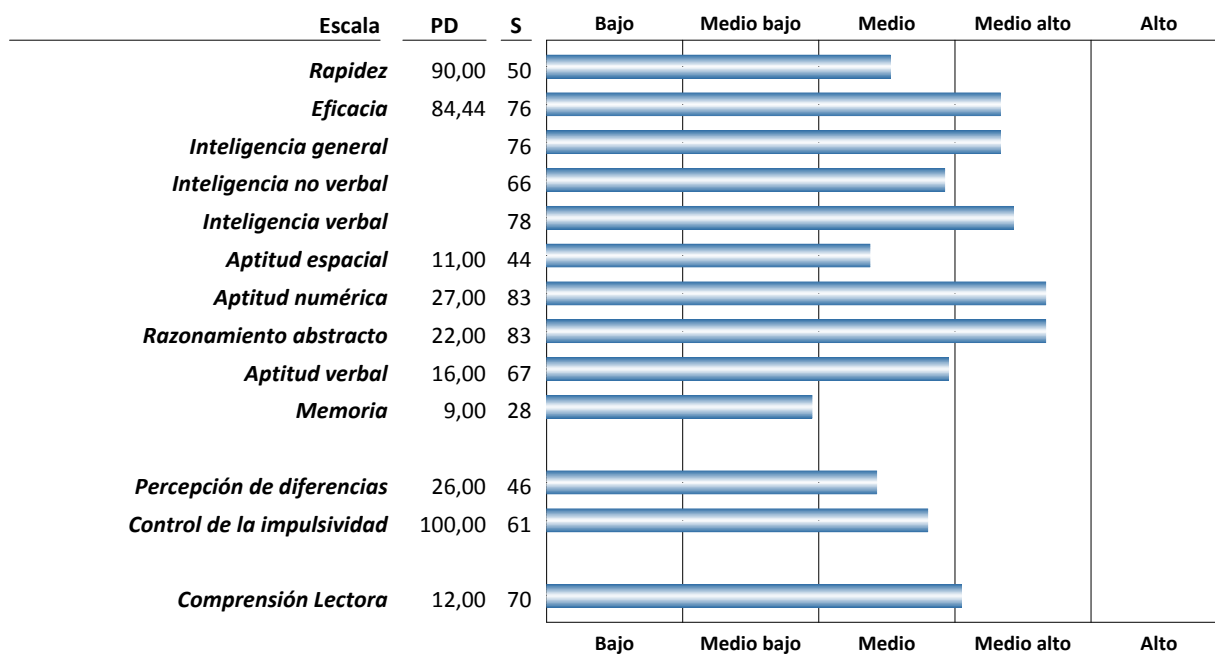 Escala PD S Bajo Medio bajo Medio Medio alto Alto
Rapidez 90,00 50
Eficacia 84,44 76
Inteligencia general 76
Inteligencia no verbal 66
Inteligencia verbal 78
Aptitud espacial 11,00 44
Aptitud numérica 27,00 83
Razonamiento abstracto 22,00 83
Aptitud verbal 16,00 67
Memoria 9,00 28
Percepción de diferencias 26,00 46
Control de la impulsividad 100,00 61
Comprensión Lectora 12,00 70
Bajo Medio bajo Medio Medio alto Alto